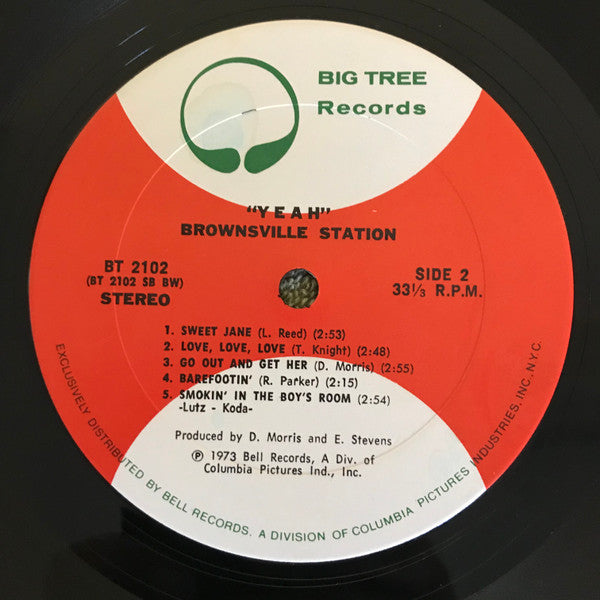 BIG TREE
Records
"YEAH"
BROWNSVILLE STATION
BT 2102
(BT 2102 SB BW)
STEREO
SIDE 2
33⅓ R.P.M.
1. SWEET JANE (L. Reed) (2:53)
2. LOVE, LOVE, LOVE (T. Knight) (2:48)
3. GO OUT AND GET HER (D. Morris) (2:55)
4. BAREFOOTIN' (R. Parker) (2:15)
5. SMOKIN' IN THE BOY'S ROOM (2:54)
-Lutz - Koda-
Produced by D. Morris and E. Stevens
Ⓟ 1973 Bell Records, A Div. of
Columbia Pictures Ind., Inc.
EXCLUSIVELY DISTRIBUTED BY BELL RECORDS, A DIVISION OF COLUMBIA PICTURES INDUSTRIES, INC., N.Y.C.